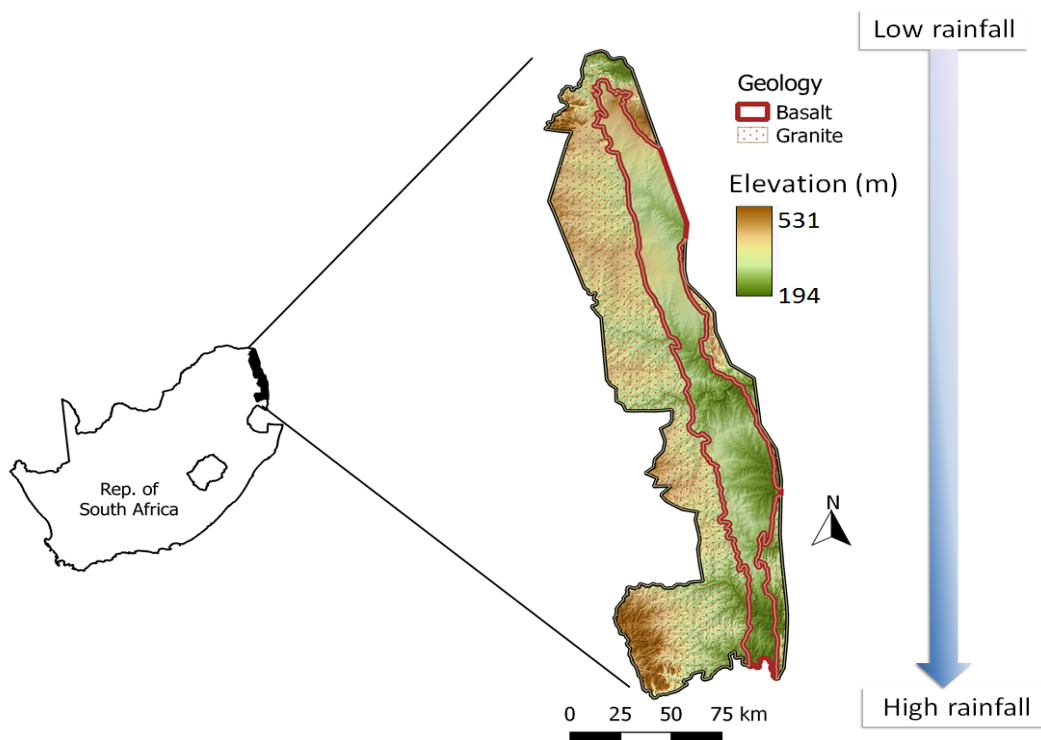 Low rainfall
Geology
Basalt
Granite
Elevation (m)
531
194
Rep. of
South Africa
N
High rainfall
0 25 50 75 km